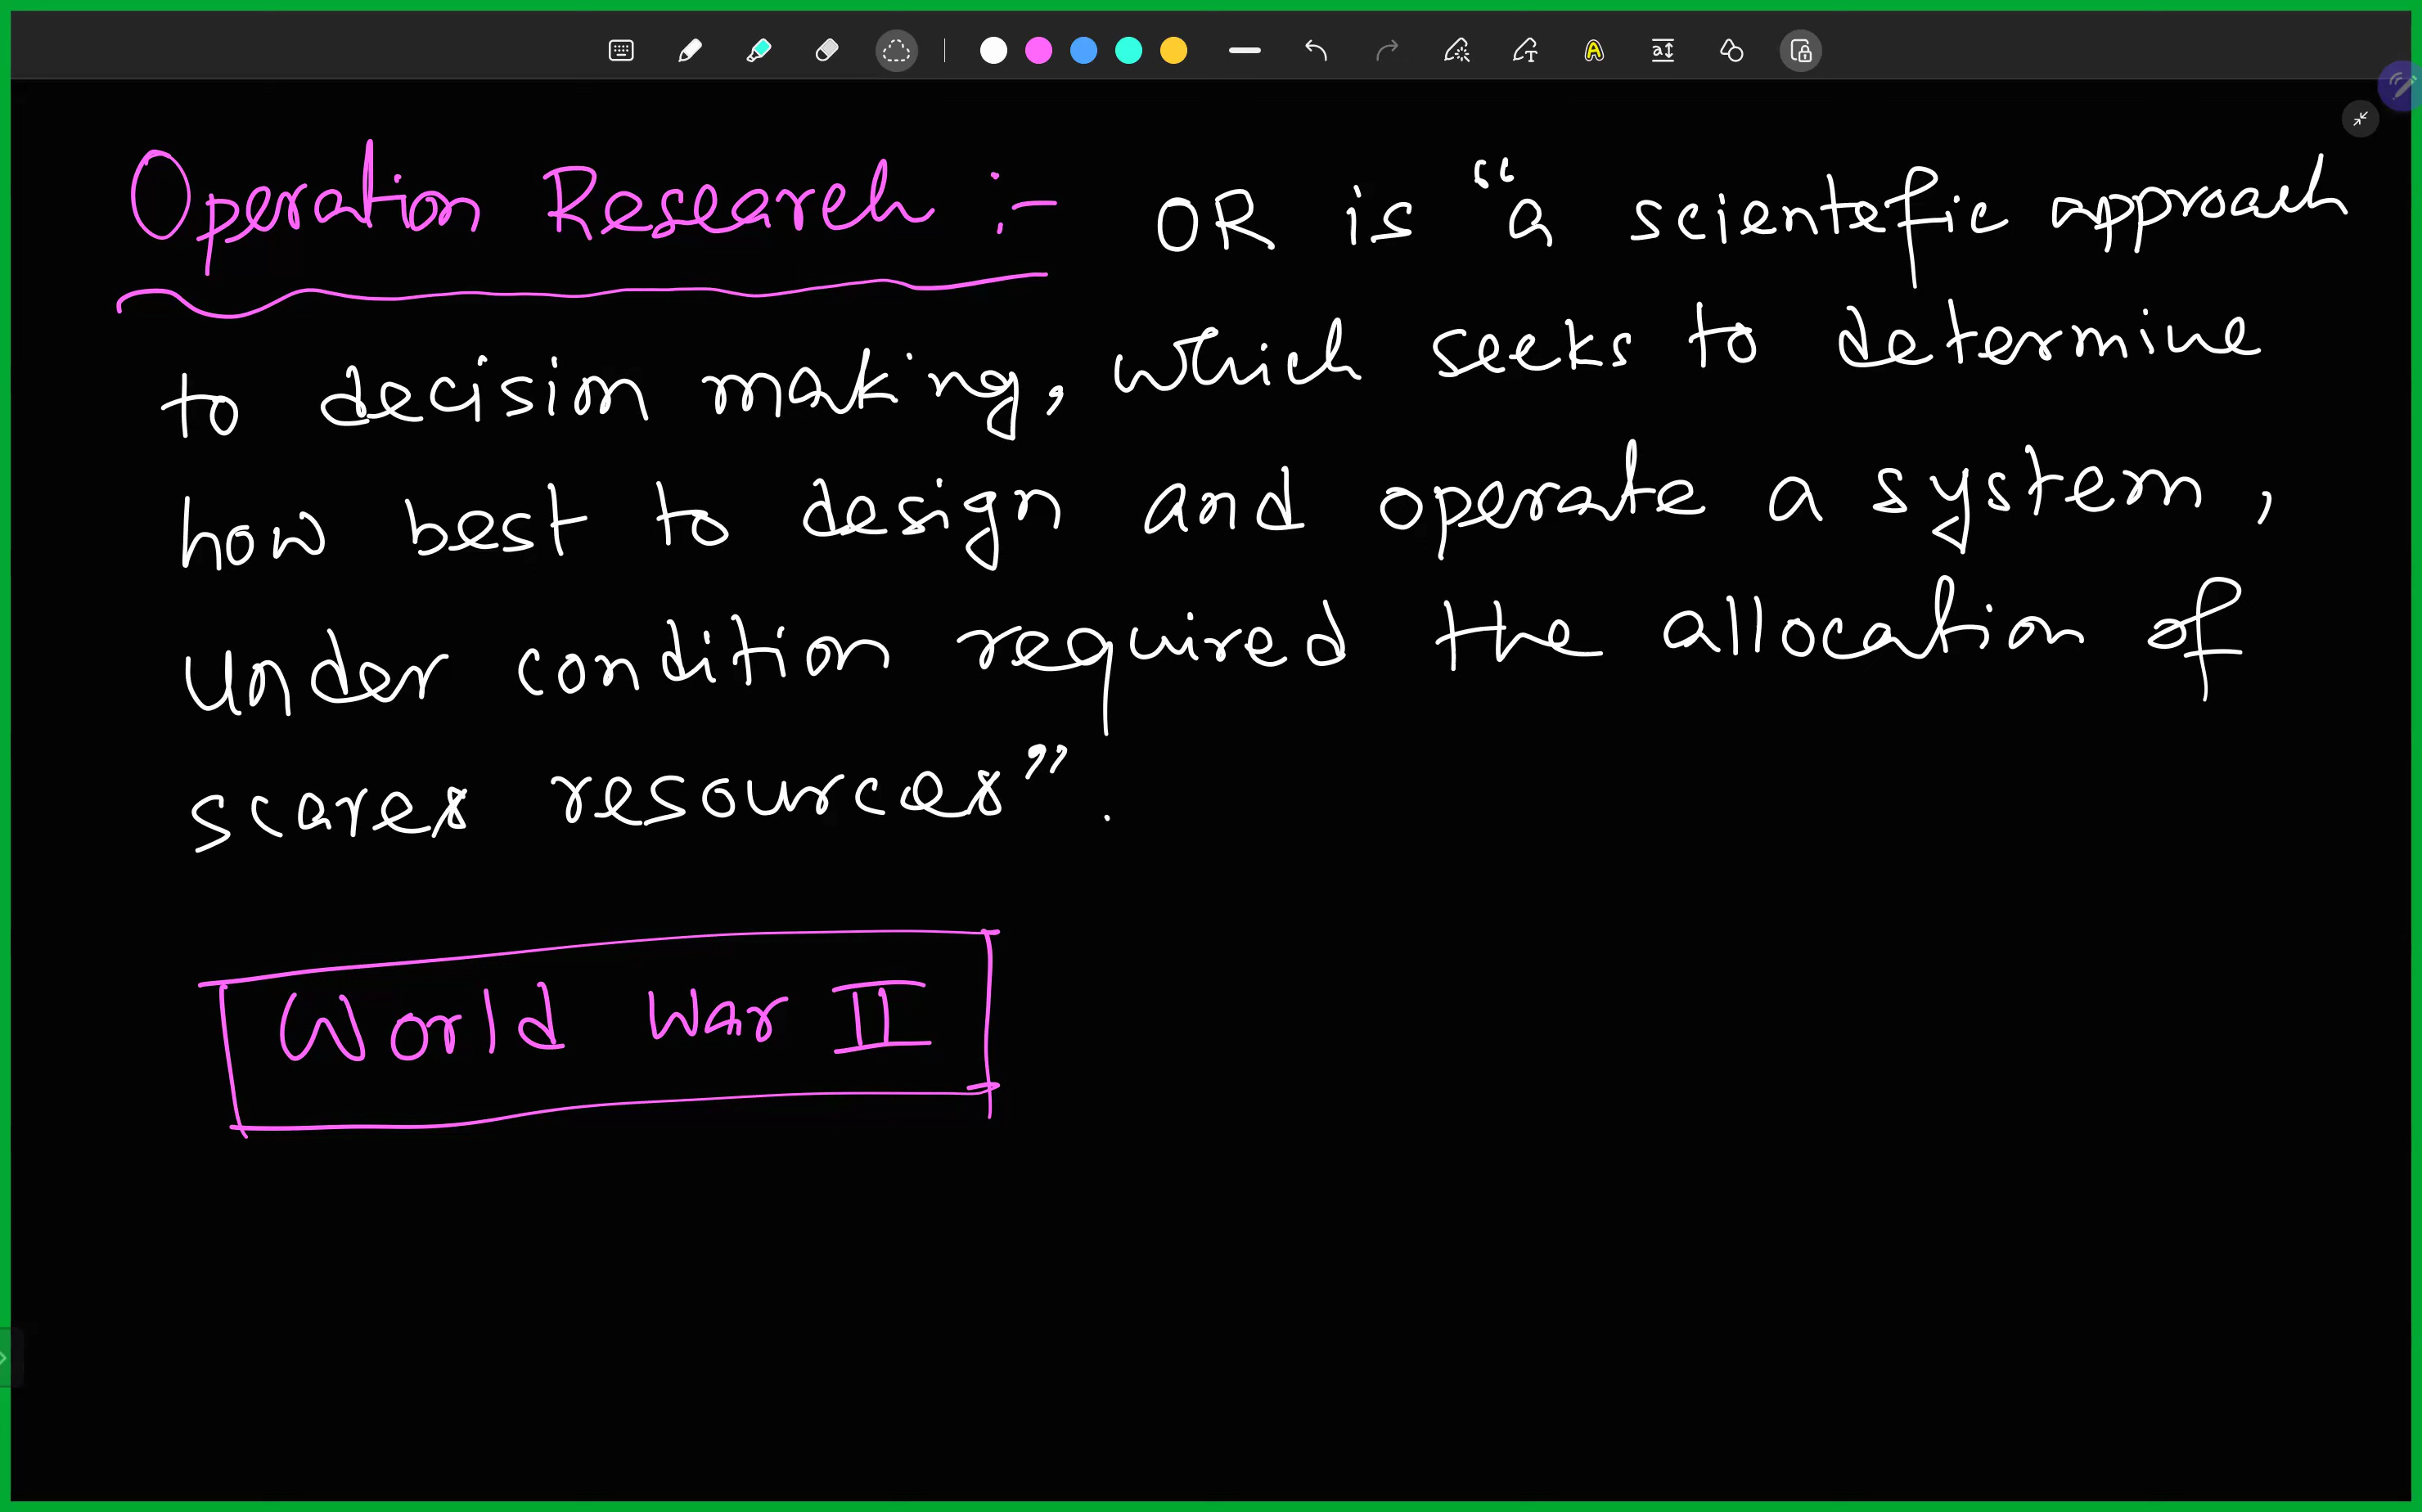 Operation Research :- OR is "a scientefic approach
to decision making, which seeks to determine
how best to design and operate a system,
under condition required the allocation of
scares resources".
World War II